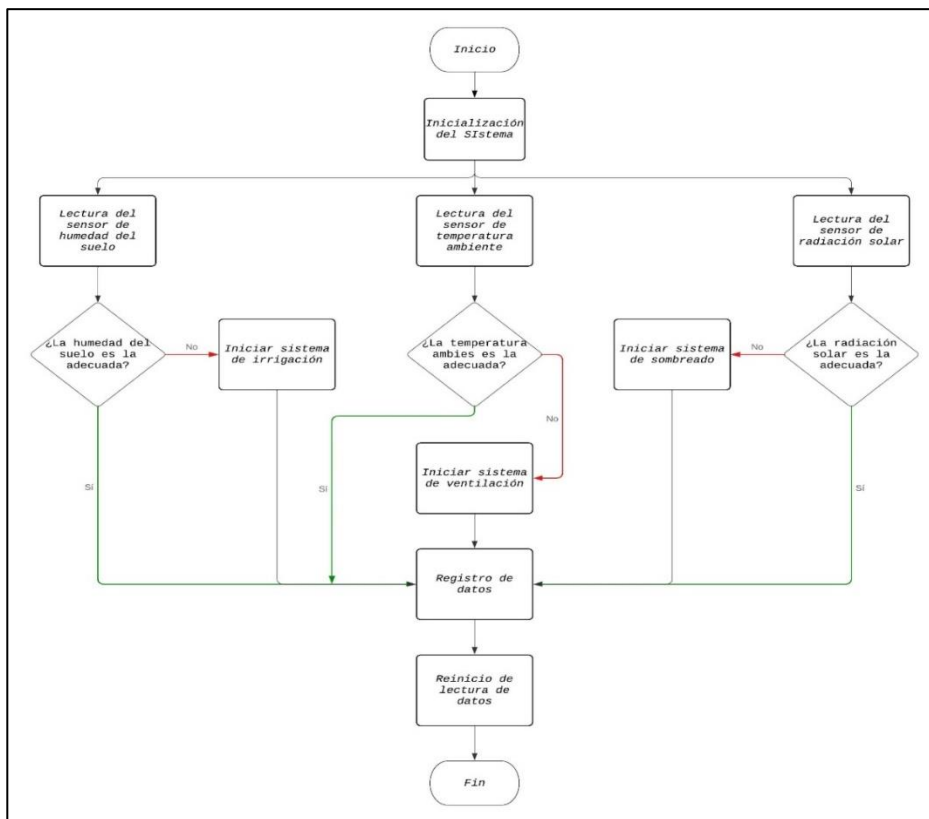 Inicio
Inicialización
del SIstema
Lectura del
sensor de
humedad del
suelo
Lectura del
sensor de
temperatura
ambiente
Lectura del
sensor de
radiación solar
¿La humedad del
suelo es la
adecuada?
No
Iniciar sistema
de irrigación
¿La temperatura
ambies es la
adecuada?
No
Iniciar sistema
de sombreado
No
¿La radiación
solar es la
adecuada?
Sí
Sí
Iniciar sistema
de ventilación
Sí
Registro de
datos
Reinicio de
lectura de
datos
Fin